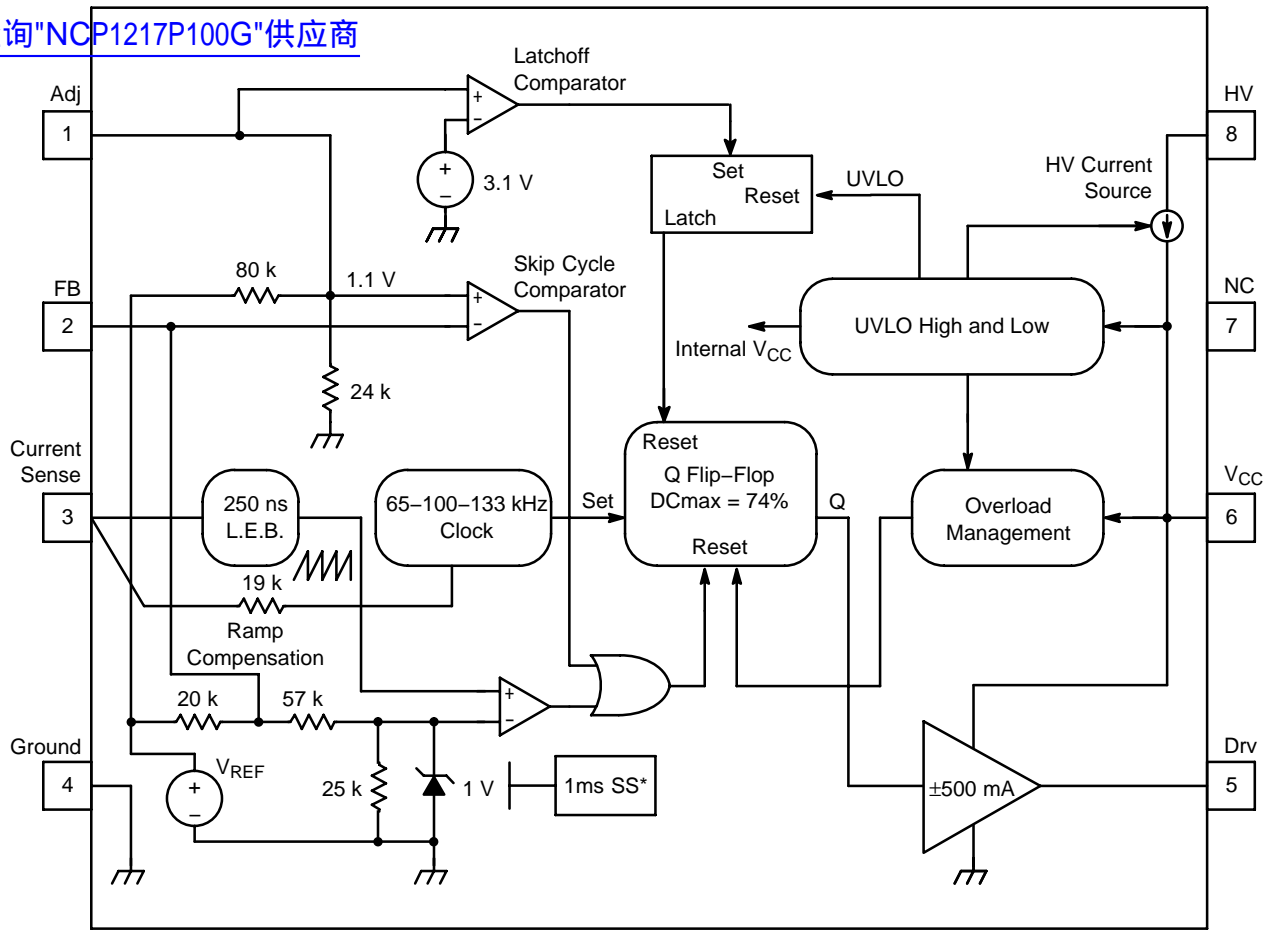 询"NCP1217P100G"供应商
Latchoff
Comparator
Adj
1
+
−
+
−
3.1 V
Set
Reset
Latch
UVLO
HV
8
HV Current
Source
80 k
1.1 V
Skip Cycle
Comparator
+
−
FB
2
24 k
Internal VCC
UVLO High and Low
NC
7
Current
Sense
3
250 ns
L.E.B.
65−100−133 kHz
Clock
Set
Reset
Q Flip−Flop
DCmax = 74%
Reset
Q
Overload
Management
VCC
6
19 k
Ramp
Compensation
20 k
57 k
+
−
Ground
4
VREF
+
−
25 k
1 V
1ms SS*
±500 mA
Drv
5